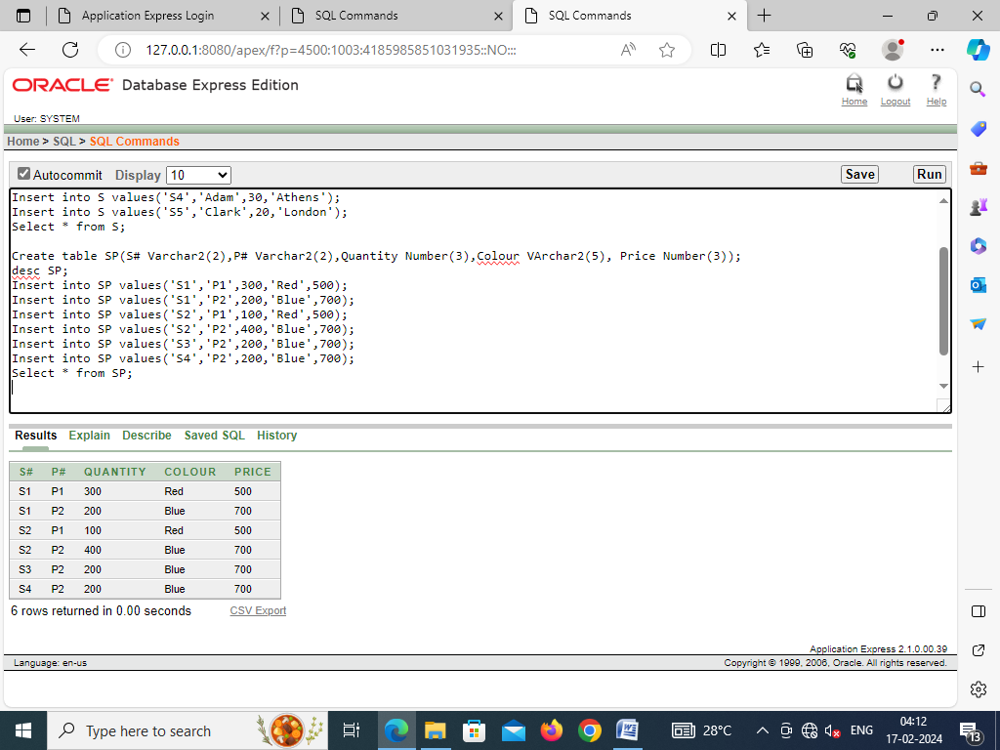 Application Express Login
SQL Commands
SQL Commands
127.0.0.1:8080/apex/f?p=4500:1003:4185985851031935::NO:::
ORACLE® Database Express Edition
Home Logout Help
User: SYSTEM
Home > SQL > SQL Commands
Autocommit Display 10 Save Run
Insert into S values('S4','Adam',30,'Athens');
Insert into S values('S5','Clark',20,'London');
Select * from S;
Create table SP(S# Varchar2(2),P# Varchar2(2),Quantity Number(3),Colour VArchar2(5), Price Number(3));
desc SP;
Insert into SP values('S1','P1',300,'Red',500);
Insert into SP values('S1','P2',200,'Blue',700);
Insert into SP values('S2','P1',100,'Red',500);
Insert into SP values('S2','P2',400,'Blue',700);
Insert into SP values('S3','P2',200,'Blue',700);
Insert into SP values('S4','P2',200,'Blue',700);
Select * from SP;
Results Explain Describe Saved SQL History
S# P# QUANTITY COLOUR PRICE
S1 P1 300 Red 500
S1 P2 200 Blue 700
S2 P1 100 Red 500
S2 P2 400 Blue 700
S3 P2 200 Blue 700
S4 P2 200 Blue 700
6 rows returned in 0.00 seconds CSV Export
Application Express 2.1.0.00.39
Language: en-us Copyright © 1999, 2006, Oracle. All rights reserved.
Type here to search
28°C
ENG
04:12
17-02-2024
13